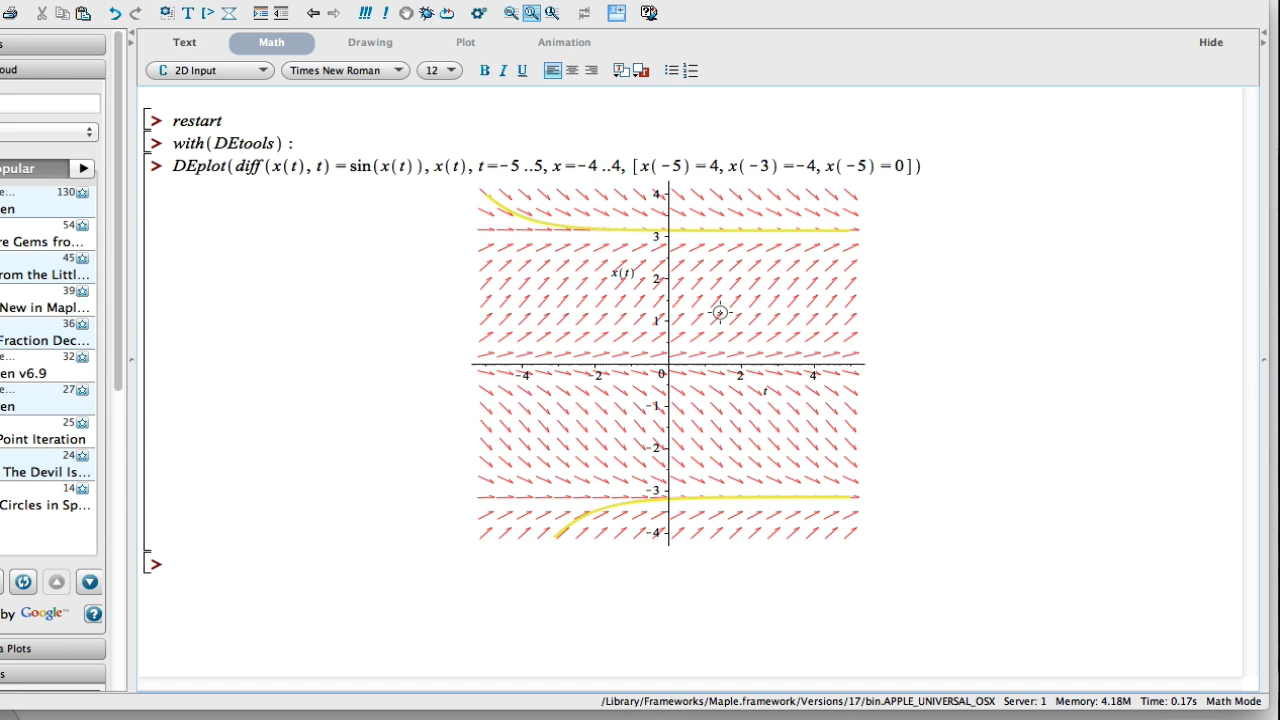 Text Math Drawing Plot Animation Hide
C 2D Input Times New Roman 12 B I U
s
oud
opular
> restart
> with(DEtools) :
> DEplot(diff(x(t), t) = sin(x(t)), x(t), t=−5 ..5, x=−4 ..4, [x(−5) = 4, x(−3) =−4, x(−5) = 0])
e... 130
en
54
re Gems fro...
45
rom the Littl...
39
New in Mapl...
36
Fraction Dec...
e... 32
en v6.9
e... 27
en
25
Point Iteration
24
The Devil Is...
14
Circles in Sp...
by Google™ ?
a Plots
s
4
3
x(t)
2
1
−4 −2 0 2 4
t
−1
−2
−3
−4
>
/Library/Frameworks/Maple.framework/Versions/17/bin.APPLE_UNIVERSAL_OSX Server: 1 Memory: 4.18M Time: 0.17s Math Mode